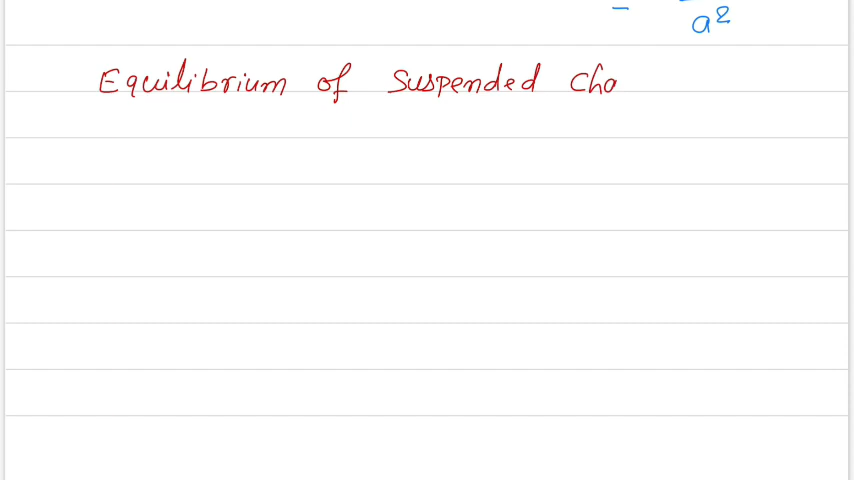 = a²
Equilibrium of suspended Cha